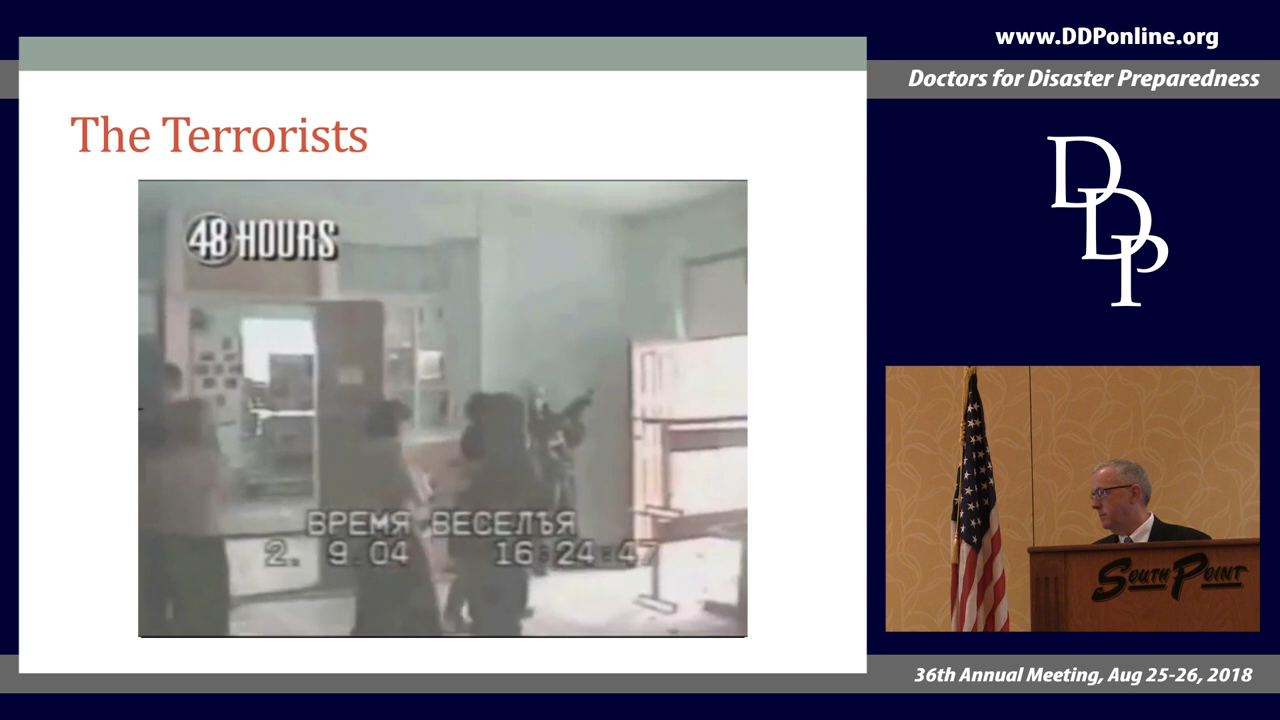 www.DDPonline.org
Doctors for Disaster Preparedness
The Terrorists
48 HOURS
ВРЕМЯ ВЕСЕЛЪЯ
2. 9.04 16:24:47
DDP
SOUTH POINT
36th Annual Meeting, Aug 25-26, 2018